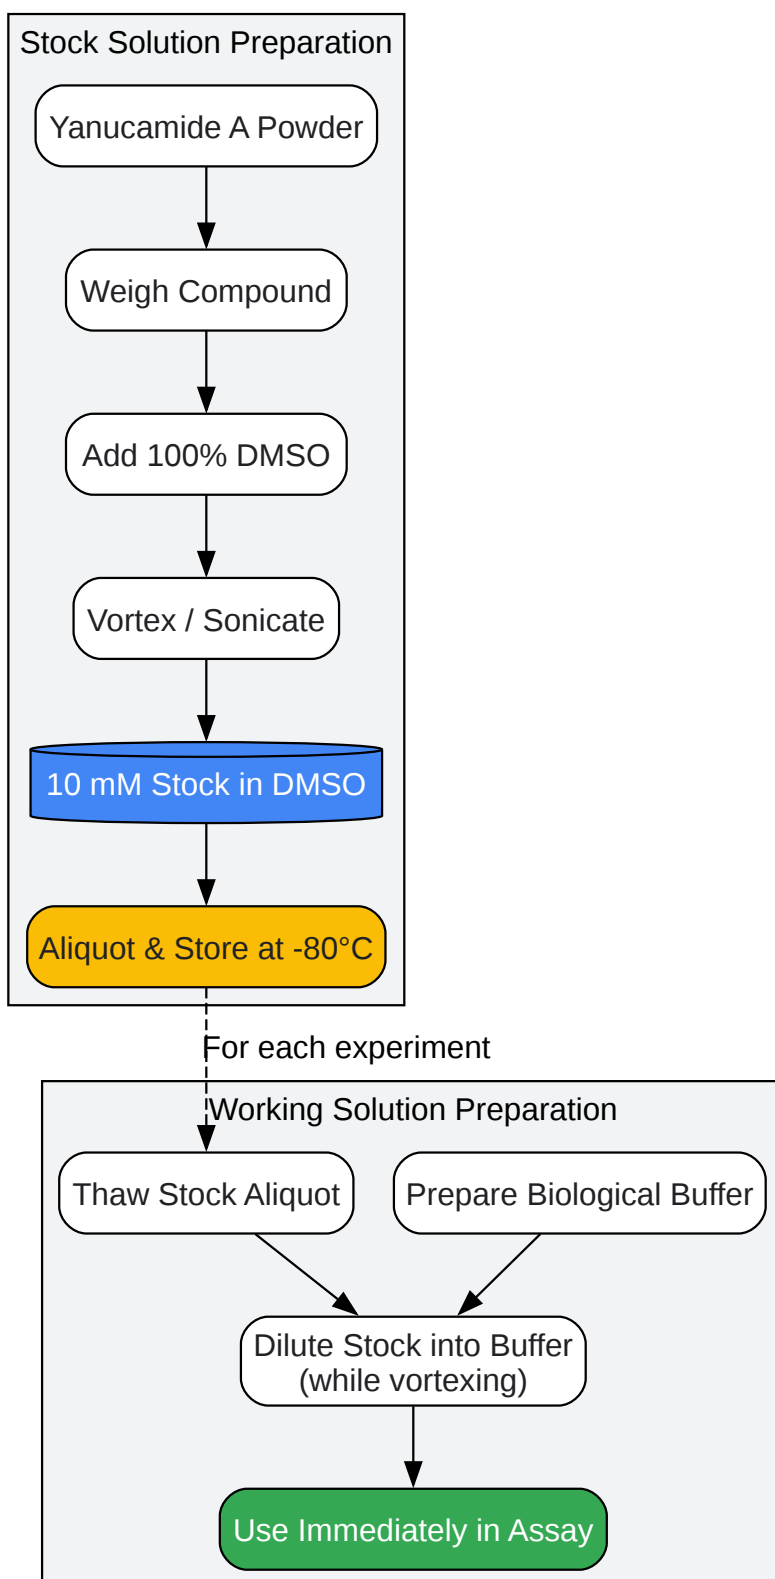 Stock Solution Preparation
Yanucamide A Powder
Weigh Compound
Add 100% DMSO
Vortex / Sonicate
10 mM Stock in DMSO
Aliquot & Store at -80°C
For each experiment
Working Solution Preparation
Thaw Stock Aliquot
Prepare Biological Buffer
Dilute Stock into Buffer
(while vortexing)
Use Immediately in Assay